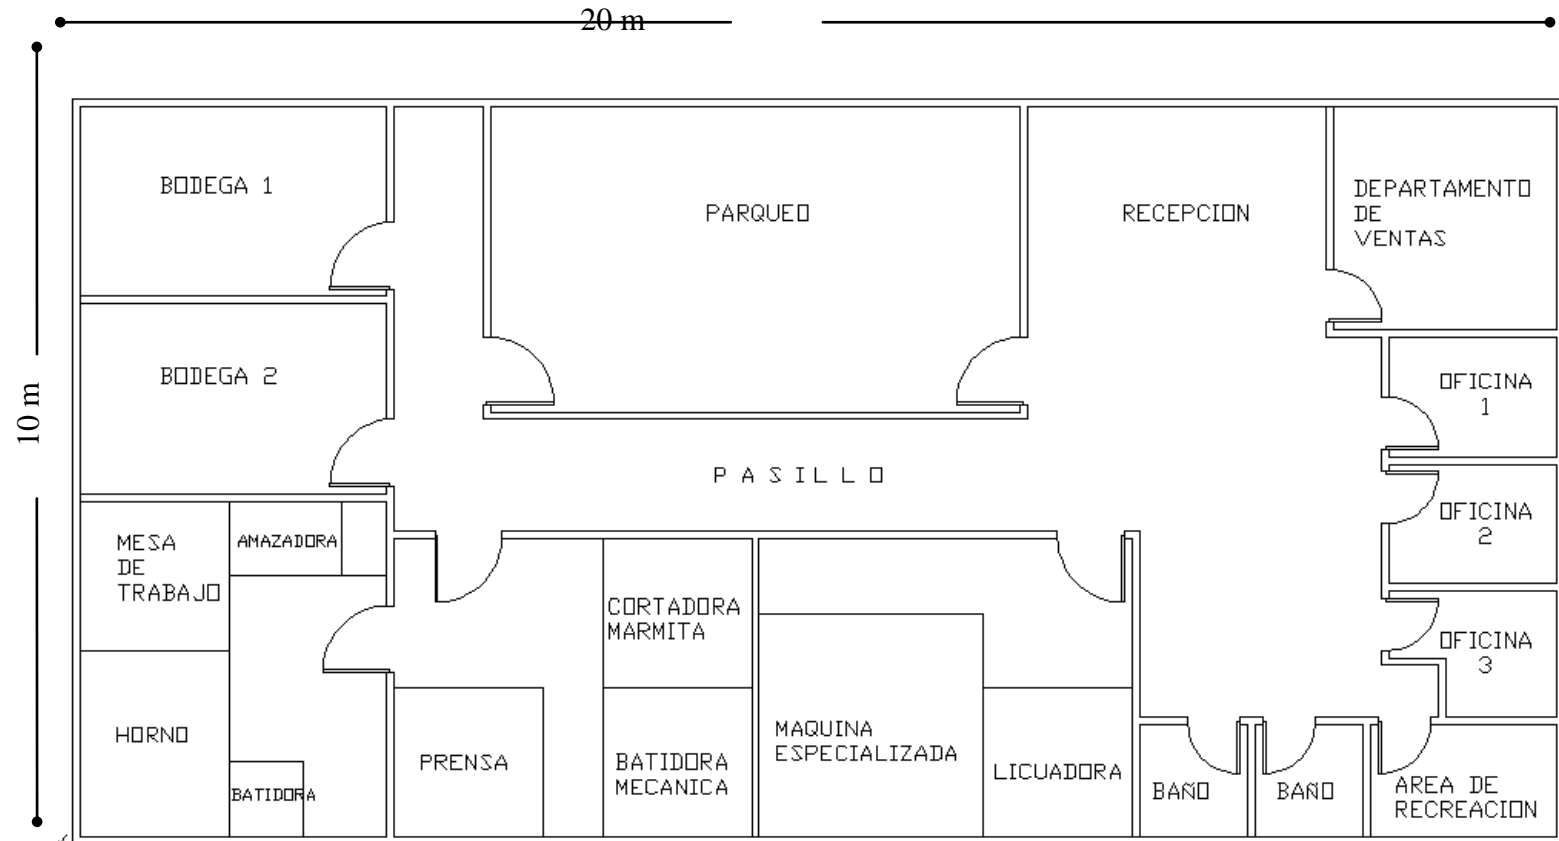 20 m
10 m
BODEGA 1
PARQUEO
RECEPCION
DEPARTAMENTO
DE
VENTAS
BODEGA 2
OFICINA
1
PASILLO
OFICINA
2
MESA
DE
TRABAJO
AMAZADORA
CORTADORA
MARMITA
OFICINA
3
HORNO
BATIDORA
PRENSA
BATIDORA
MECANICA
MAQUINA
ESPECIALIZADA
LICUADORA
BAÑO
BAÑO
AREA DE
RECREACION